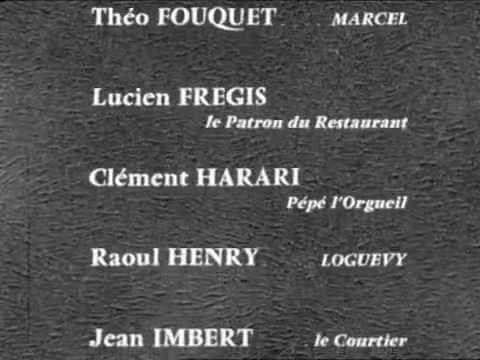 Théo FOUQUET MARCEL
Lucien FREGIS
le Patron du Restaurant
Clément HARARI
Pépé l'Orgueil
Raoul HENRY LOGUEVY
Jean IMBERT le Courtier